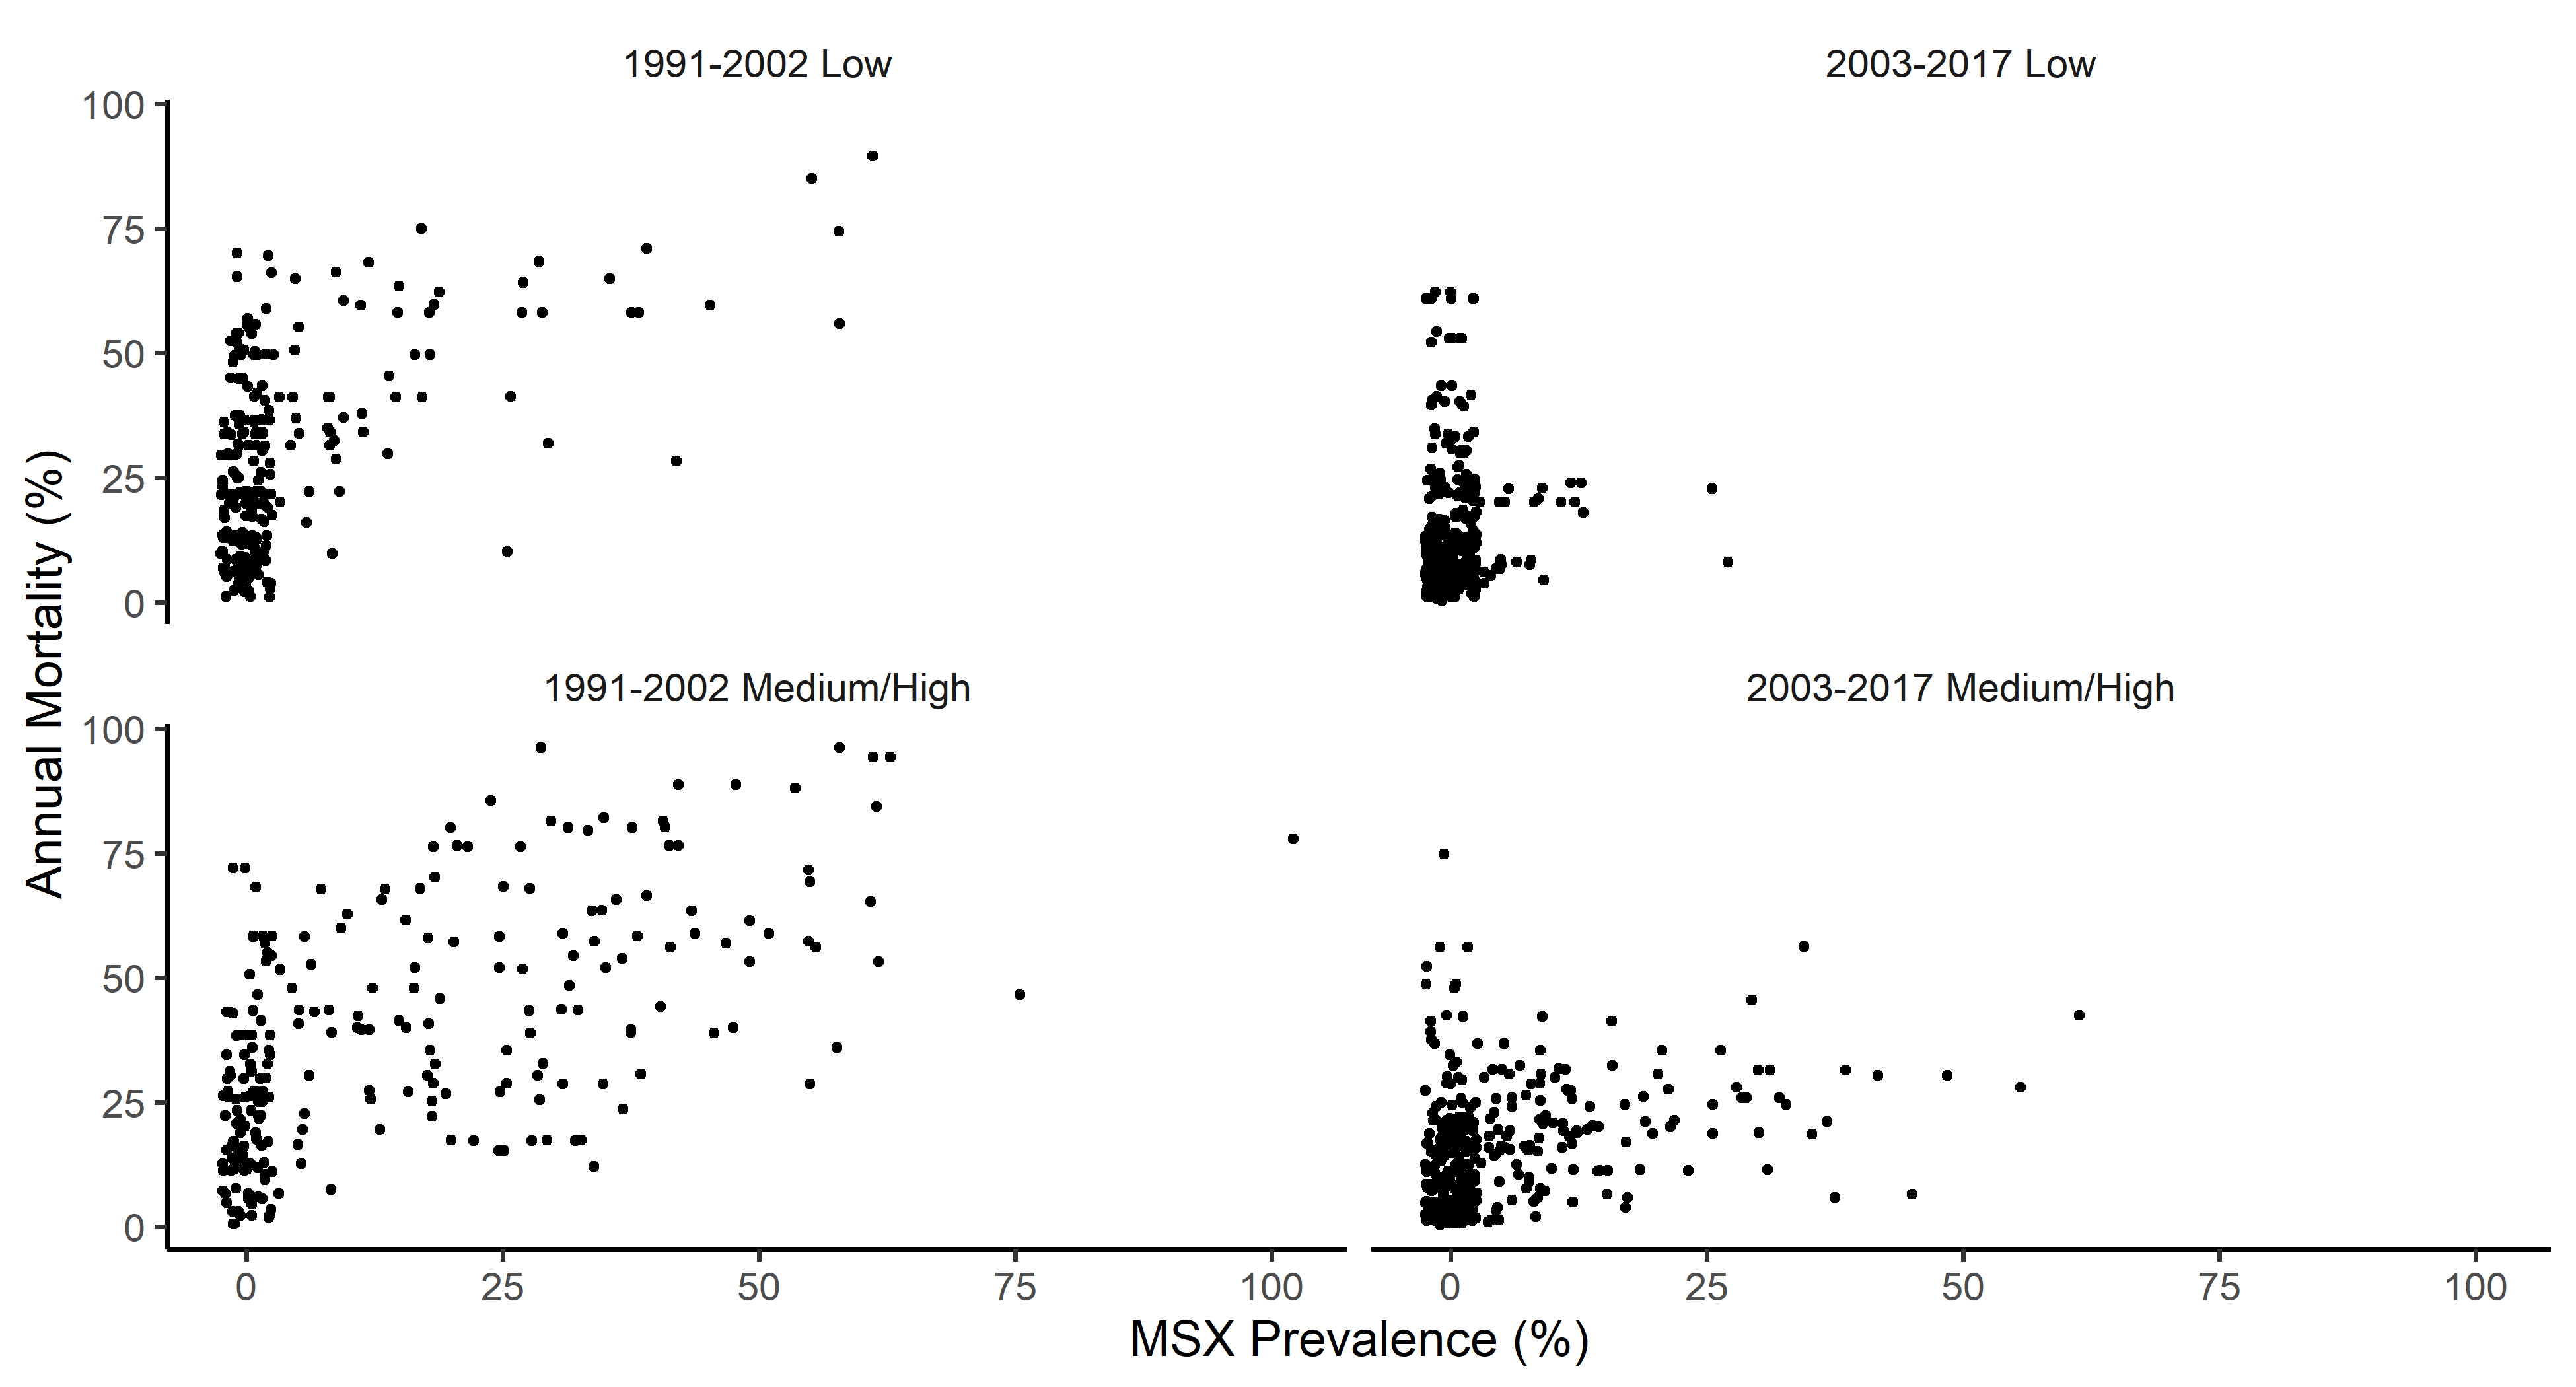 1991-2002 Low
2003-2017 Low
100
75
50
25
0
Annual Mortality (%)
1991-2002 Medium/High
2003-2017 Medium/High
100
75
50
25
0
0 25 50 75 100
0 25 50 75 100
MSX Prevalence (%)